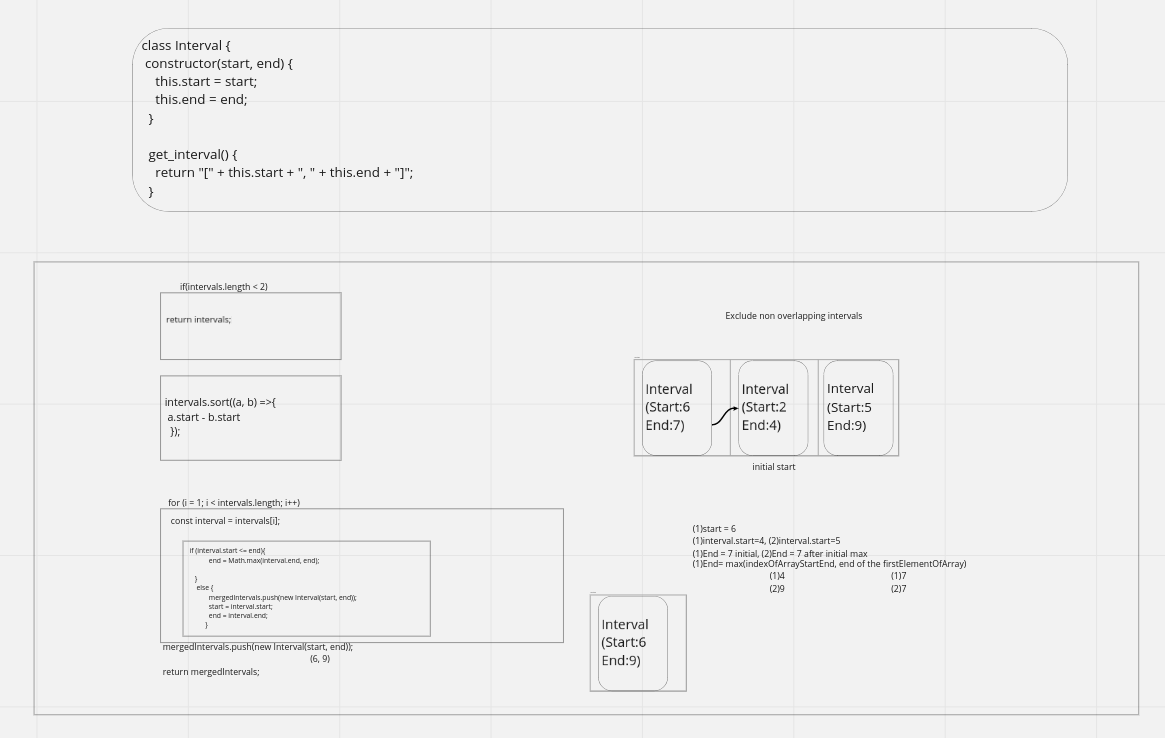 class Interval {
constructor(start, end) {
this.start = start;
this.end = end;
}
get_interval() {
return "[" + this.start + ", " + this.end + "]";
}
if(intervals.length < 2)
return intervals;
intervals.sort((a, b) =>{
a.start - b.start
});
for (i = 1; i < intervals.length; i++)
const interval = intervals[i];
if (interval.start <= end){
end = Math.max(interval.end, end);
}
else {
mergedIntervals.push(new Interval(start, end));
start = interval.start;
end = interval.end;
}
mergedIntervals.push(new Interval(start, end));
(6, 9)
return mergedIntervals;
Exclude non overlapping intervals
Interval
(Start:6
End:7)
Interval
(Start:2
End:4)
Interval
(Start:5
End:9)
initial start
(1)start = 6
(1)interval.start=4, (2)interval.start=5
(1)End = 7 initial, (2)End = 7 after initial max
(1)End= max(indexOfArrayStartEnd, end of the firstElementOfArray)
(1)4 (1)7
(2)9 (2)7
Interval
(Start:6
End:9)